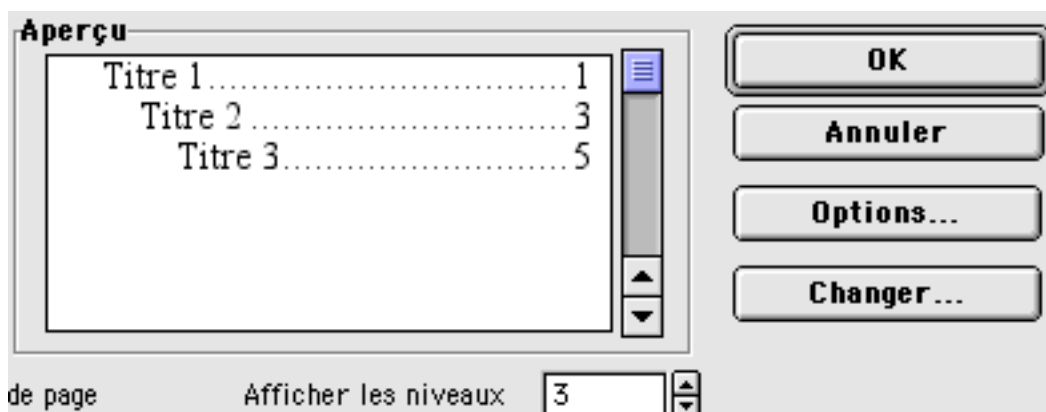 Aperçu
Titre 1..............................1
Titre 2..........................3
Titre 3.......................5
OK
Annuler
Options...
Changer...
de page
Afficher les niveaux 3